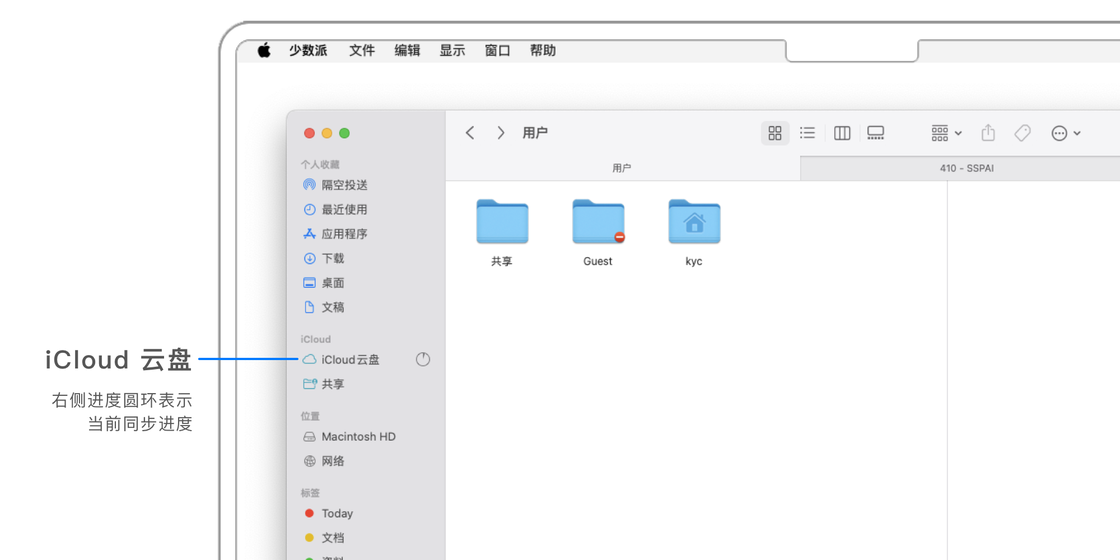 少数派 文件 编辑 显示 窗口 帮助
用户
用户
410 - SSPAI
个人收藏
隔空投送
最近使用
应用程序
下载
桌面
文稿
iCloud
iCloud云盘
共享
位置
Macintosh HD
网络
标签
Today
文档
共享
Guest
kyc
iCloud 云盘
右侧进度圆环表示
当前同步进度